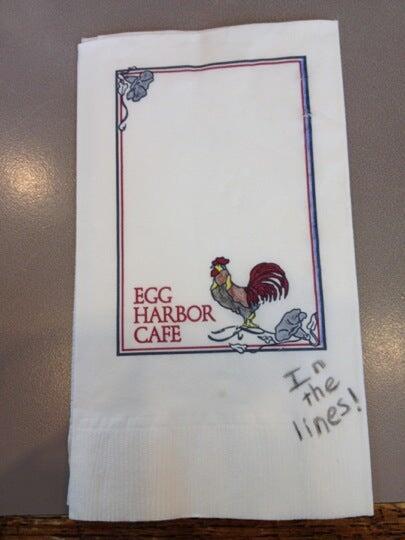 EGG
HARBOR
CAFE
In
the
lines!